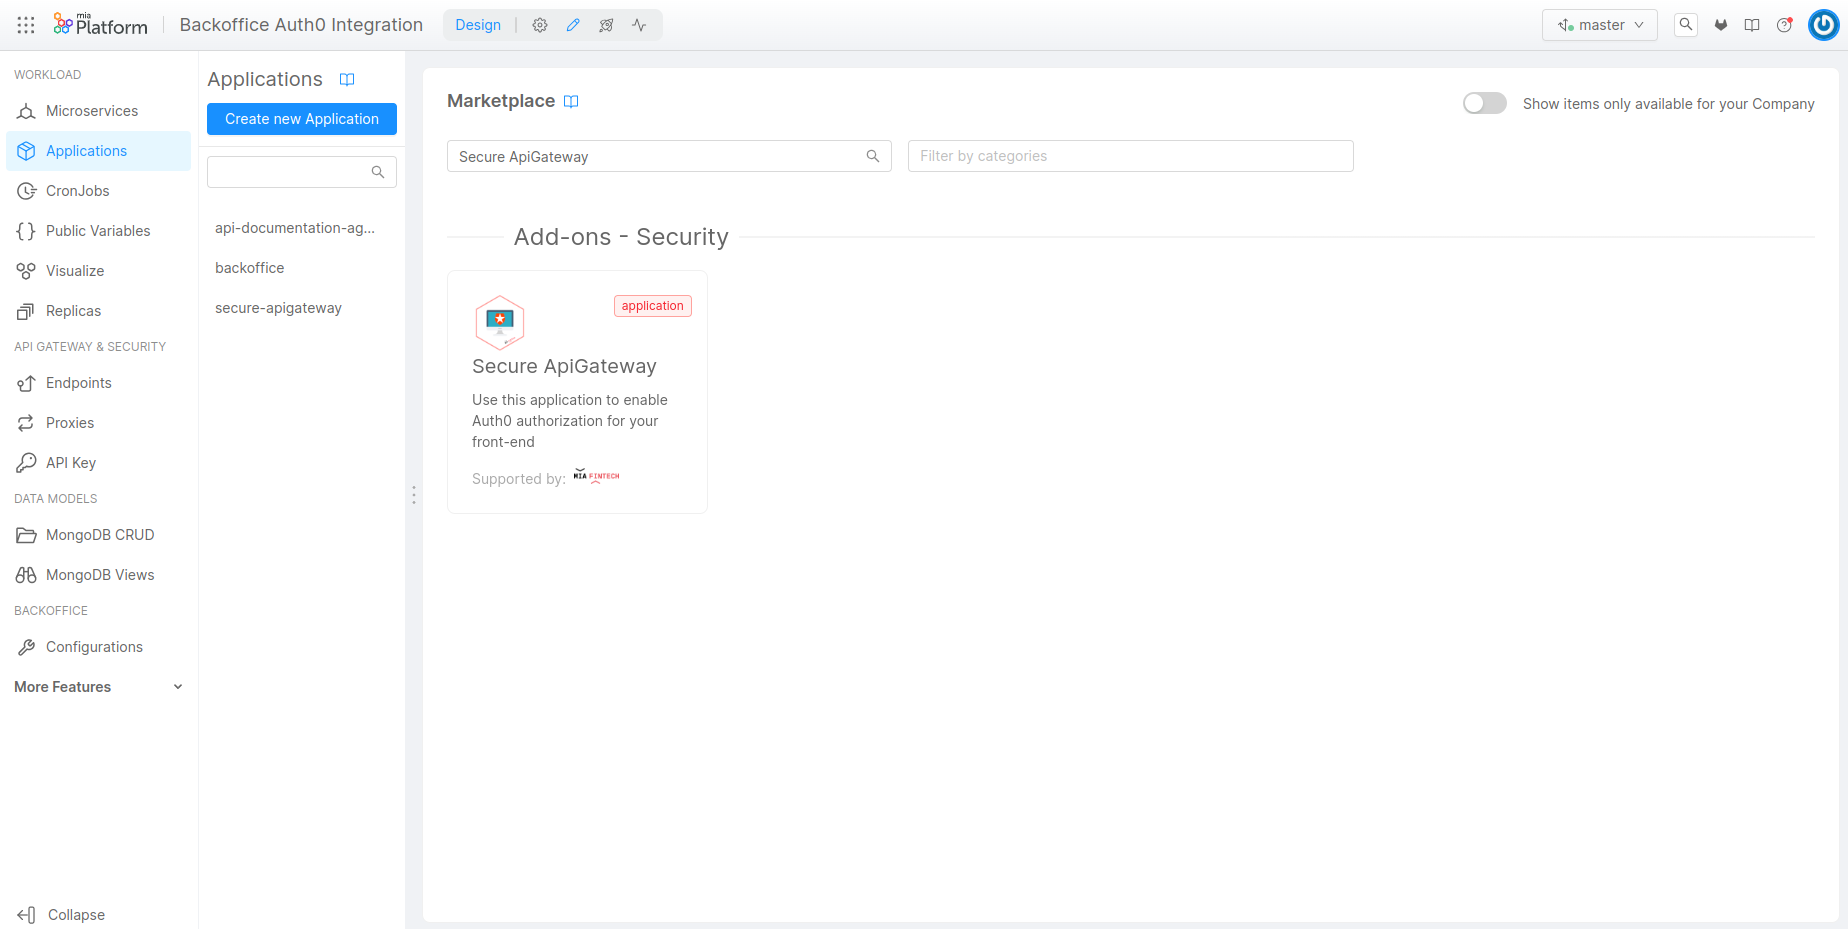 mia
Platform
Backoffice Auth0 Integration
Design
master
WORKLOAD
Microservices
Applications
CronJobs
Public Variables
Visualize
Replicas
API GATEWAY & SECURITY
Endpoints
Proxies
API Key
DATA MODELS
MongoDB CRUD
MongoDB Views
BACKOFFICE
Configurations
More Features
Collapse
Applications
Create new Application
api-documentation-ag...
backoffice
secure-apigateway
Marketplace
Show items only available for your Company
Secure ApiGateway
Filter by categories
Add-ons - Security
application
Secure ApiGateway
Use this application to enable
Auth0 authorization for your
front-end
Supported by: MIA FINTECH